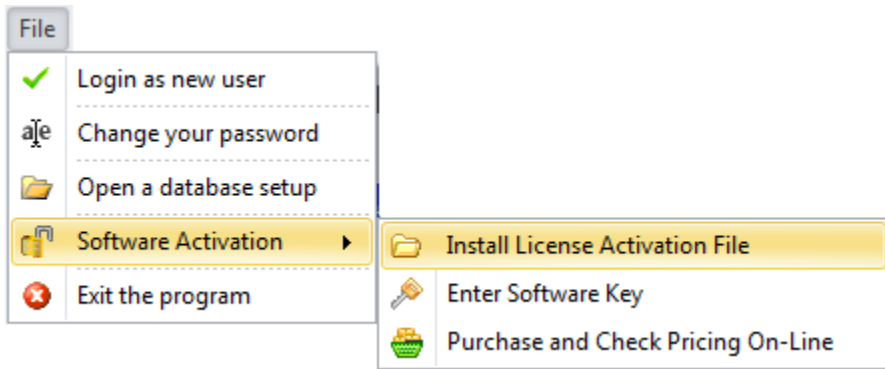 File
Login as new user
Change your password
Open a database setup
Software Activation
Install License Activation File
Exit the program
Enter Software Key
Purchase and Check Pricing On-Line